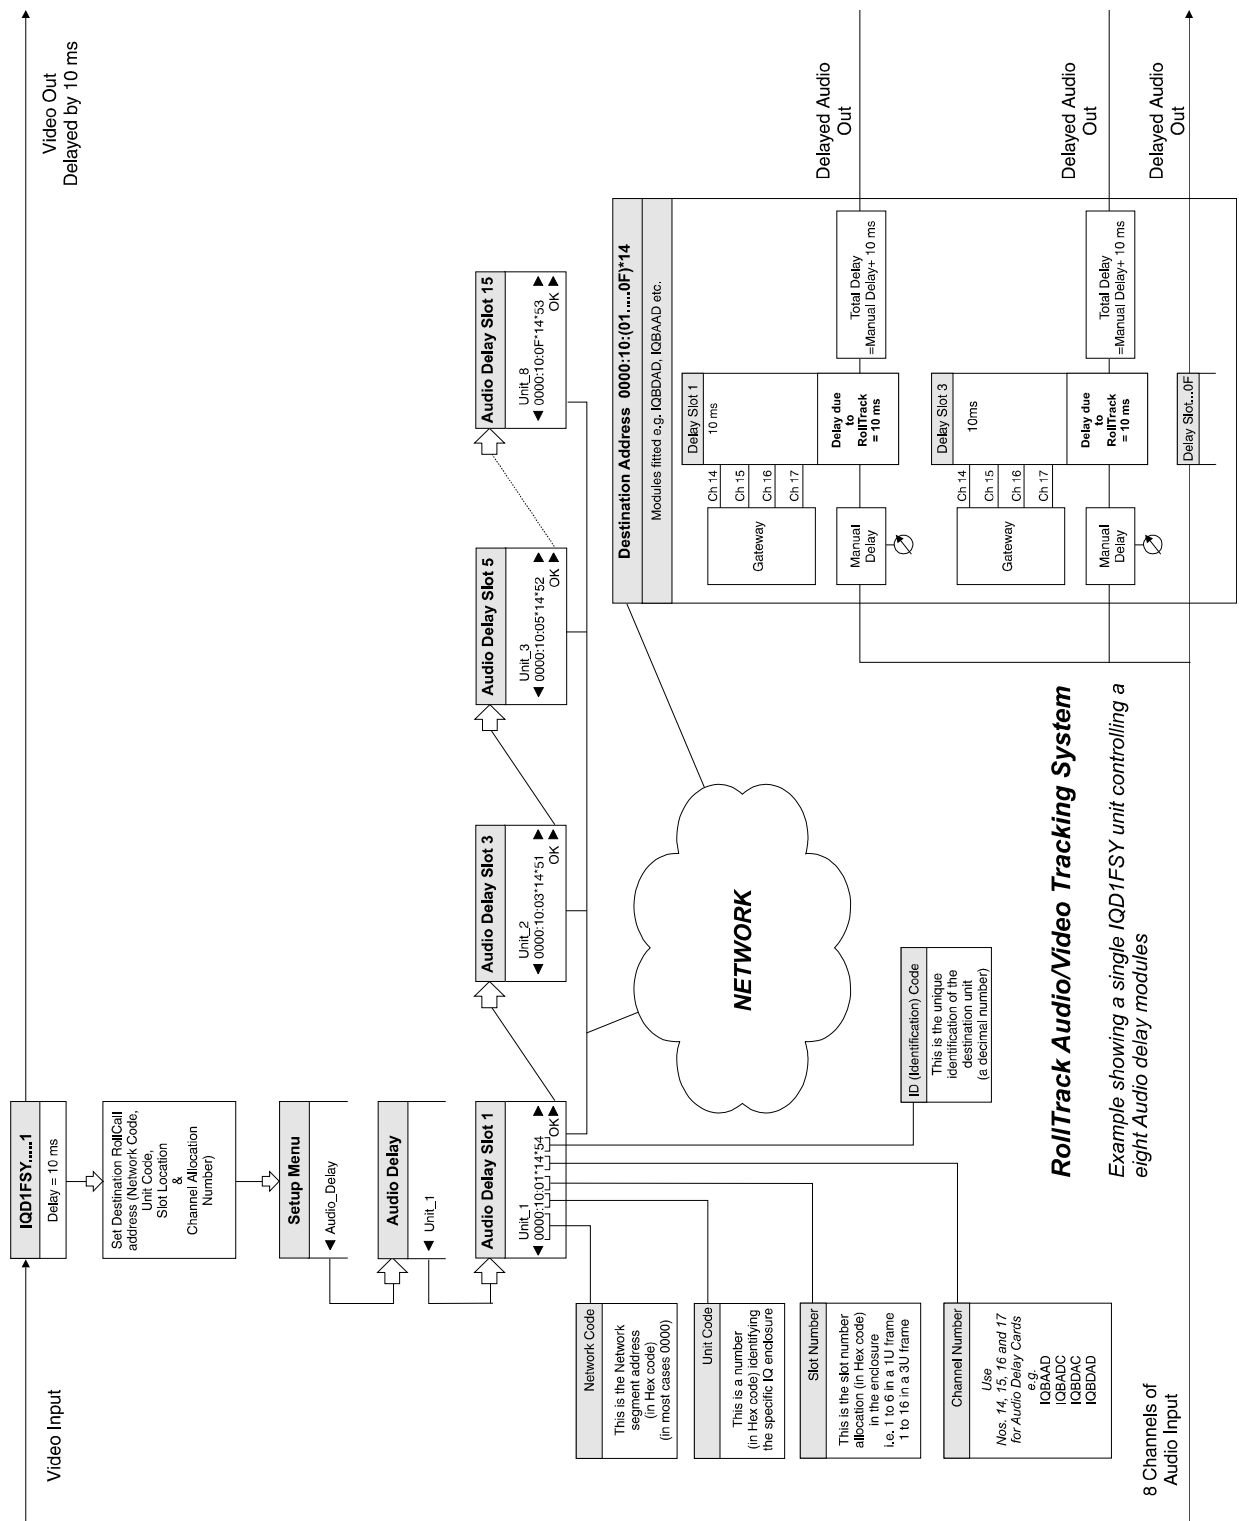 Video Input
IQD1FSY.....1
Delay = 10 ms
Video Out
Delayed by 10 ms
Set Destination RollCall
address (Network Code,
Unit Code,
Slot Location
&
Channel Allocation
Number)
Setup Menu
◀ Audio_Delay
Audio Delay
◀ Unit_1
Audio Delay Slot 1
Unit_1
◀ 0000:10:01*14*54 ▶
OK ▶
Audio Delay Slot 3
Unit_2
◀ 0000:10:03*14*51 ▶
OK ▶
Audio Delay Slot 5
Unit_3
◀ 0000:10:05*14*52 ▶
OK ▶
Audio Delay Slot 15
Unit_8
◀ 0000:10:0F*14*53 ▶
OK ▶
Network Code
This is the Network
segment address
(in Hex code)
(in most cases 0000)
Unit Code
This is a number
(in Hex code) identifying
the specific IQ enclosure
Slot Number
This is the slot number
allocation (in Hex code)
in the enclosure
i.e. 1 to 6 in a 1U frame
1 to 16 in a 3U frame
Channel Number
Use
Nos. 14, 15, 16 and 17
for Audio Delay Cards
e.g.
IQBAAD
IQBADC
IQBDAC
IQBDAD
ID (Identification) Code
This is the unique
identification of the
destination unit
(a decimal number)
NETWORK
Destination Address 0000:10:(01.....0F)*14
Modules fitted e.g. IQBDAD, IQBAAD etc.
Gateway
Ch 14
Ch 15
Ch 16
Ch 17
Delay Slot 1
10 ms
Manual
Delay
Delay due
to
RollTrack
= 10 ms
Total Delay
=Manual Delay+ 10 ms
Delayed Audio
Out
Gateway
Ch 14
Ch 15
Ch 16
Ch 17
Delay Slot 3
10ms
Manual
Delay
Delay due
to
RollTrack
= 10 ms
Total Delay
=Manual Delay+ 10 ms
Delayed Audio
Out
Delay Slot...0F
Delayed Audio
Out
RollTrack Audio/Video Tracking System
Example showing a single IQD1FSY unit controlling a
eight Audio delay modules
8 Channels of
Audio Input